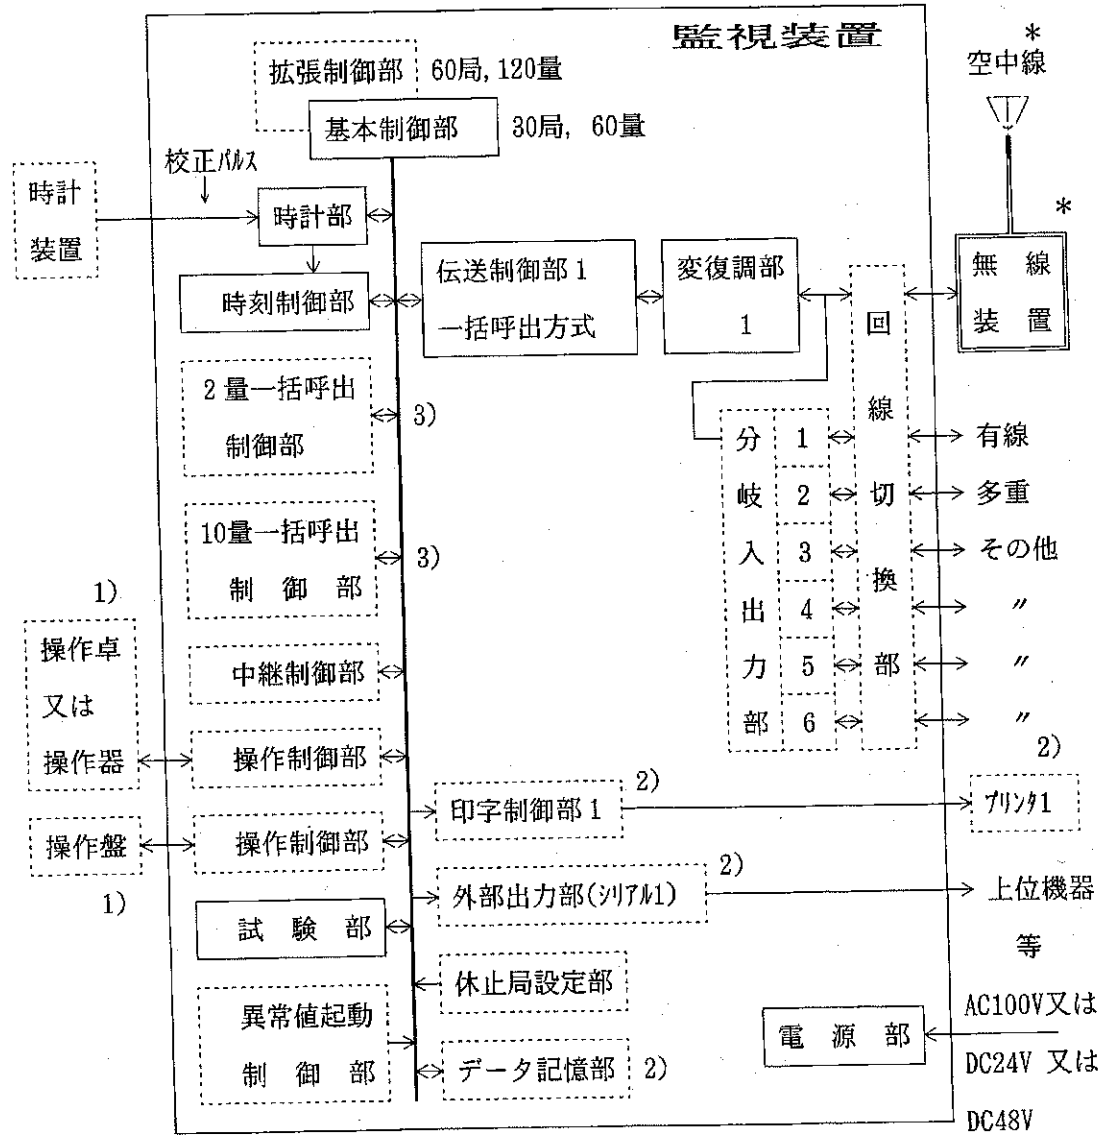 監視装置
*
空中線
拡張制御部 60局, 120量
基本制御部 30局, 60量
校正パルス
時計
装置
時計部
*
無線
装置
時刻制御部
伝送制御部1
一括呼出方式
変復調部
1
回線切換部
2量一括呼出
制御部
3)
分岐入出力部
1
2
3
4
5
6
有線
多重
その他
〃
〃
〃
10量一括呼出
制御部
3)
1)
操作卓
又は
操作器
中継制御部
操作制御部
操作盤
1)
操作制御部
印字制御部1
2)
2)
プリンタ1
外部出力部(シリアル1)
2)
上位機器
等
試験部
休止局設定部
異常値起動
制御部
データ記憶部 2)
電源部
AC100V又は
DC24V 又は
DC48V